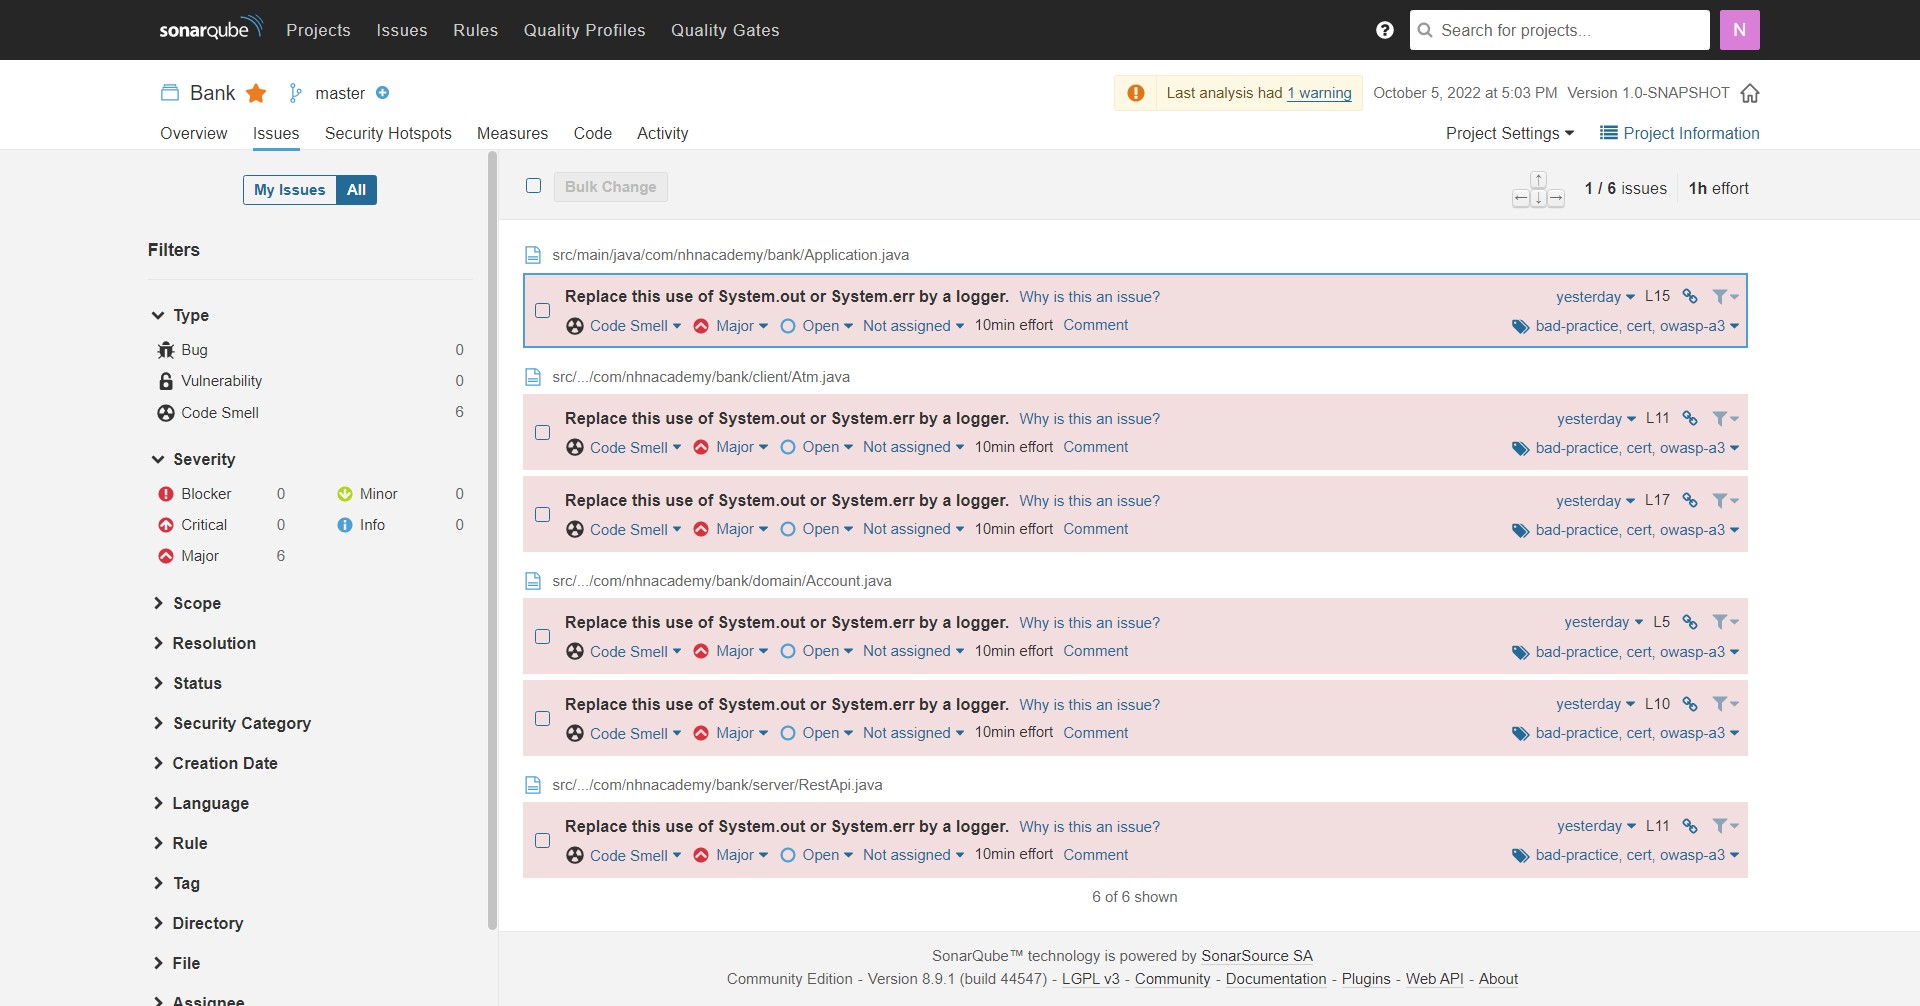 sonarqube Projects Issues Rules Quality Profiles Quality Gates ? Search for projects... N
Bank master Last analysis had 1 warning October 5, 2022 at 5:03 PM Version 1.0-SNAPSHOT
Overview Issues Security Hotspots Measures Code Activity Project Settings Project Information
My Issues All
Filters
Type
Bug 0
Vulnerability 0
Code Smell 6
Severity
Blocker 0 Minor 0
Critical 0 Info 0
Major 6
Scope
Resolution
Status
Security Category
Creation Date
Language
Rule
Tag
Directory
File
Assignee
Bulk Change 1 / 6 issues 1h effort
src/main/java/com/nhnacademy/bank/Application.java
Replace this use of System.out or System.err by a logger. Why is this an issue? yesterday L15
Code Smell Major Open Not assigned 10min effort Comment bad-practice, cert, owasp-a3
src/.../com/nhnacademy/bank/client/Atm.java
Replace this use of System.out or System.err by a logger. Why is this an issue? yesterday L11
Code Smell Major Open Not assigned 10min effort Comment bad-practice, cert, owasp-a3
Replace this use of System.out or System.err by a logger. Why is this an issue? yesterday L17
Code Smell Major Open Not assigned 10min effort Comment bad-practice, cert, owasp-a3
src/.../com/nhnacademy/bank/domain/Account.java
Replace this use of System.out or System.err by a logger. Why is this an issue? yesterday L5
Code Smell Major Open Not assigned 10min effort Comment bad-practice, cert, owasp-a3
Replace this use of System.out or System.err by a logger. Why is this an issue? yesterday L10
Code Smell Major Open Not assigned 10min effort Comment bad-practice, cert, owasp-a3
src/.../com/nhnacademy/bank/server/RestApi.java
Replace this use of System.out or System.err by a logger. Why is this an issue? yesterday L11
Code Smell Major Open Not assigned 10min effort Comment bad-practice, cert, owasp-a3
6 of 6 shown
SonarQube™ technology is powered by SonarSource SA
Community Edition - Version 8.9.1 (build 44547) - LGPL v3 - Community - Documentation - Plugins - Web API - About